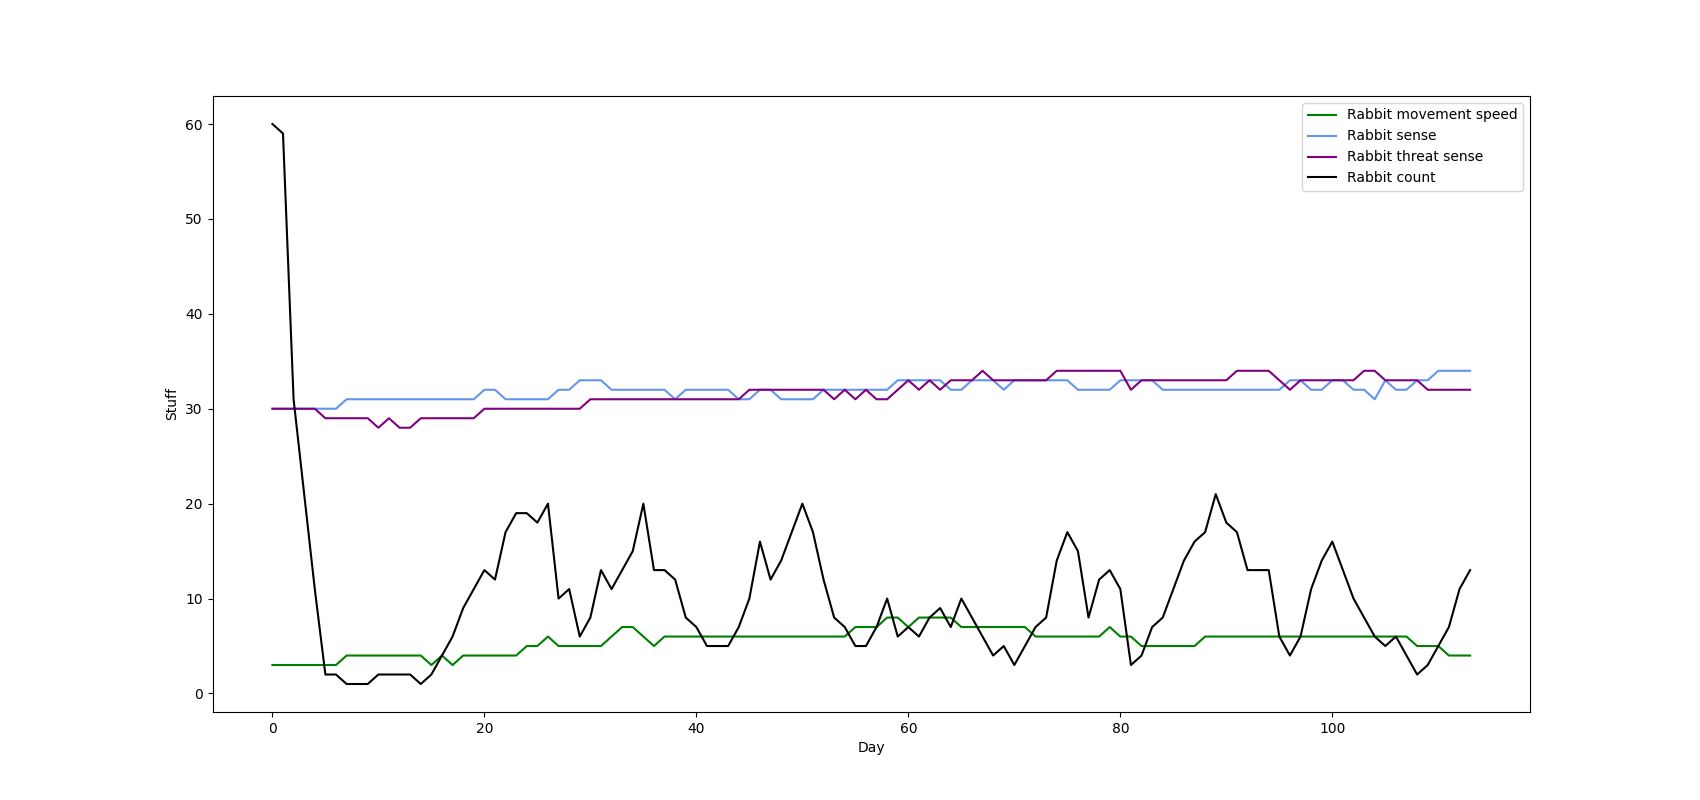 Rabbit movement speed
Rabbit sense
Rabbit threat sense
Rabbit count
60
50
40
30
20
10
0
Stuff
0 20 40 60 80 100
Day